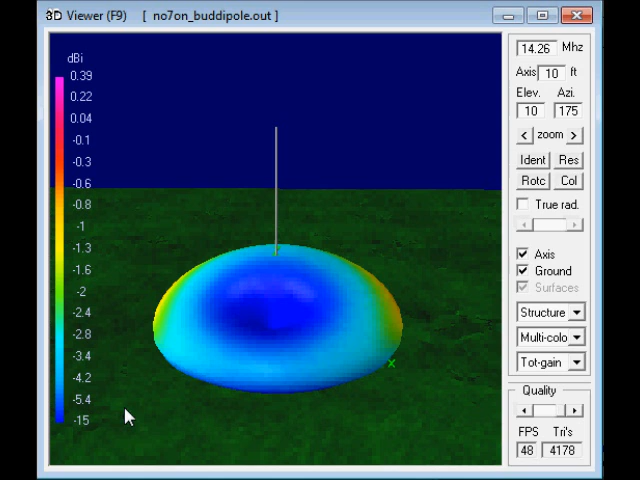 3D Viewer (F9) [ no7on_buddipole.out ]
dBi
0.39
0.22
0.04
-0.1
-0.3
-0.6
-0.8
-1
-1.3
-1.6
-2
-2.4
-2.8
-3.4
-4.2
-5.4
-15
X
14.26 Mhz
Axis 10 ft
Elev. Azi.
10 175
< zoom >
Ident Res
Rotc Col
True rad.
Axis
Ground
Surfaces
Structure
Multi-colo
Tot-gain
Quality
FPS Tri's
48 4178